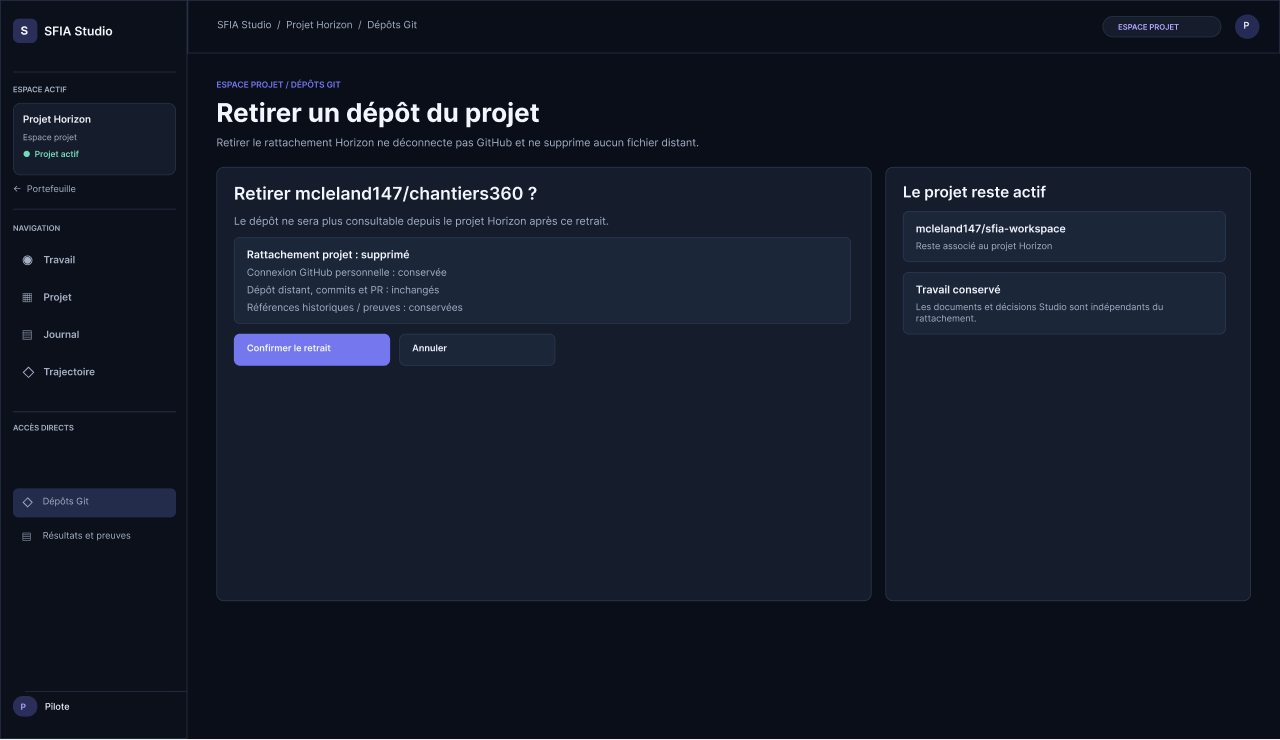 S SFIA Studio
ESPACE ACTIF
Projet Horizon
Espace projet
Projet actif
← Portefeuille
NAVIGATION
Travail
Projet
Journal
Trajectoire
ACCÈS DIRECTS
Dépôts Git
Résultats et preuves
P Pilote
SFIA Studio / Projet Horizon / Dépôts Git
ESPACE PROJET
P
ESPACE PROJET / DÉPÔTS GIT
Retirer un dépôt du projet
Retirer le rattachement Horizon ne déconnecte pas GitHub et ne supprime aucun fichier distant.
Retirer mcleland147/chantiers360 ?
Le dépôt ne sera plus consultable depuis le projet Horizon après ce retrait.
Rattachement projet : supprimé
Connexion GitHub personnelle : conservée
Dépôt distant, commits et PR : inchangés
Références historiques / preuves : conservées
Confirmer le retrait
Annuler
Le projet reste actif
mcleland147/sfia-workspace
Reste associé au projet Horizon
Travail conservé
Les documents et décisions Studio sont indépendants du
rattachement.